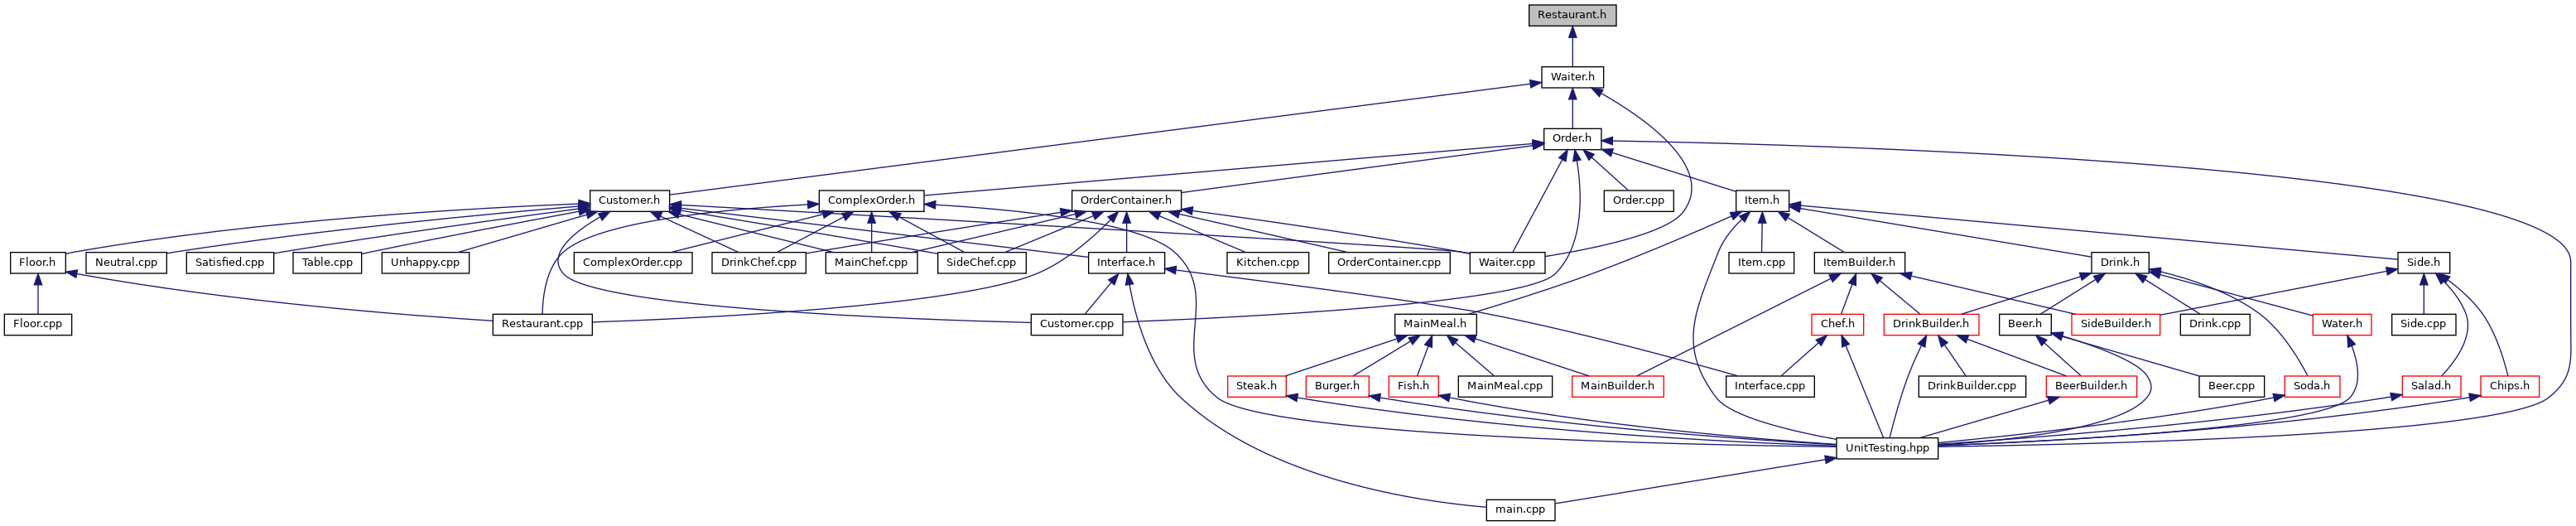 Restaurant.h
Waiter.h
Order.h
Customer.h
ComplexOrder.h
OrderContainer.h
Order.cpp
Item.h
Floor.h
Neutral.cpp
Satisfied.cpp
Table.cpp
Unhappy.cpp
ComplexOrder.cpp
DrinkChef.cpp
MainChef.cpp
SideChef.cpp
Interface.h
Kitchen.cpp
OrderContainer.cpp
Waiter.cpp
Item.cpp
ItemBuilder.h
Drink.h
Side.h
Floor.cpp
Restaurant.cpp
Customer.cpp
MainMeal.h
Chef.h
DrinkBuilder.h
Beer.h
SideBuilder.h
Drink.cpp
Water.h
Side.cpp
Steak.h
Burger.h
Fish.h
MainMeal.cpp
MainBuilder.h
Interface.cpp
DrinkBuilder.cpp
BeerBuilder.h
Beer.cpp
Soda.h
Salad.h
Chips.h
UnitTesting.hpp
main.cpp